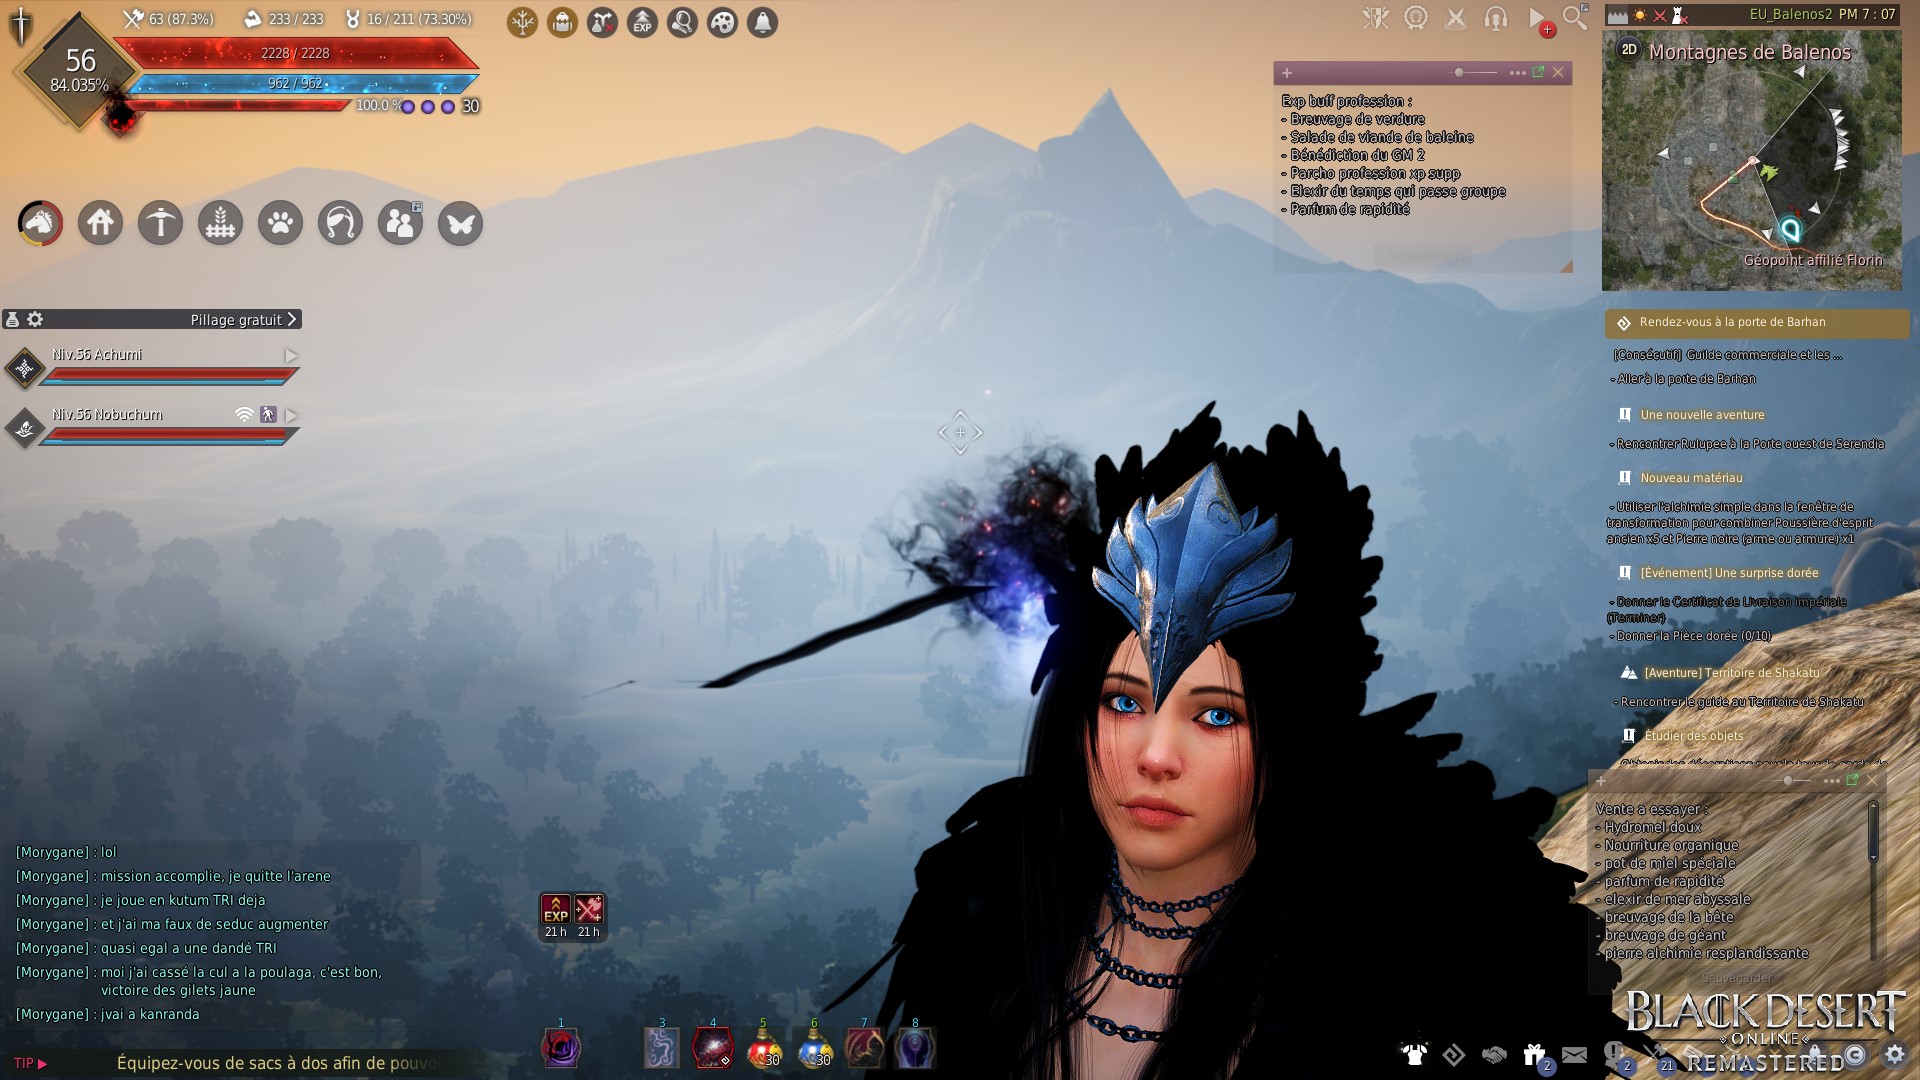 63 (87.3%)
233 / 233
16 / 211 (73.30%)
EXP
EU_Balenos2 PM 7 : 07
56
84.035%
2228 / 2228
962 / 962
100.0 %
30
2D Montagnes de Balenos
Géopoint affilié Florin
Exp buff profession :
- Breuvage de verdure
- Salade de viande de baleine
- Bénédiction du GM 2
- Parcho profession xp supp
- Elexir du temps qui passe groupe
- Parfum de rapidité
Pillage gratuit
Niv.56 Achumi
Niv.56 Nobuchum
Rendez-vous à la porte de Barhan
[Consécutif] Guilde commerciale et les ...
- Aller à la porte de Barhan
Une nouvelle aventure
- Rencontrer Rulupee à la Porte ouest de Serendia
Nouveau matériau
- Utiliser l'alchimie simple dans la fenêtre de
transformation pour combiner Poussière d'esprit
ancien x5 et Pierre noire (arme ou armure) x1
[Événement] Une surprise dorée
- Donner le Certificat de Livraison impériale
(Terminer)
- Donner la Pièce dorée (0/10)
[Aventure] Territoire de Shakatu
- Rencontrer le guide au Territoire de Shakatu
Étudier des objets
Vente a essayer :
- Hydromel doux
- Nourriture organique
- pot de miel spéciale
- parfum de rapidité
- elexir de mer abyssale
- breuvage de la bête
- breuvage de géant
- pierre alchimie resplandissante
Sauvegarder
[Morygane] : lol
[Morygane] : mission accomplie, je quitte l'arene
[Morygane] : je joue en kutum TRI deja
[Morygane] : et j'ai ma faux de seduc augmenter
[Morygane] : quasi egal a une dandé TRI
[Morygane] : moi j'ai cassé la cul a la poulaga, c'est bon,
victoire des gilets jaune
[Morygane] : jvai a kanranda
EXP
21 h 21 h
1 3 4 5 6 7 8
30 30
TIP Équipez-vous de sacs à dos afin de pouvoi
2 2 21
BLACK DESERT
ONLINE
REMASTERED